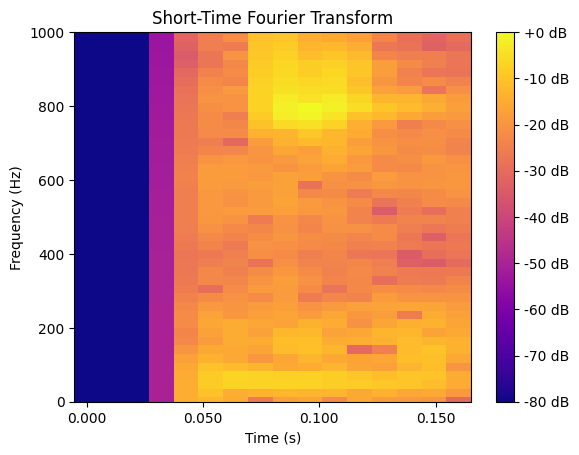 Short-Time Fourier Transform
1000
800
600
400
200
0
Frequency (Hz)
0.000
0.050
0.100
0.150
Time (s)
+0 dB
-10 dB
-20 dB
-30 dB
-40 dB
-50 dB
-60 dB
-70 dB
-80 dB